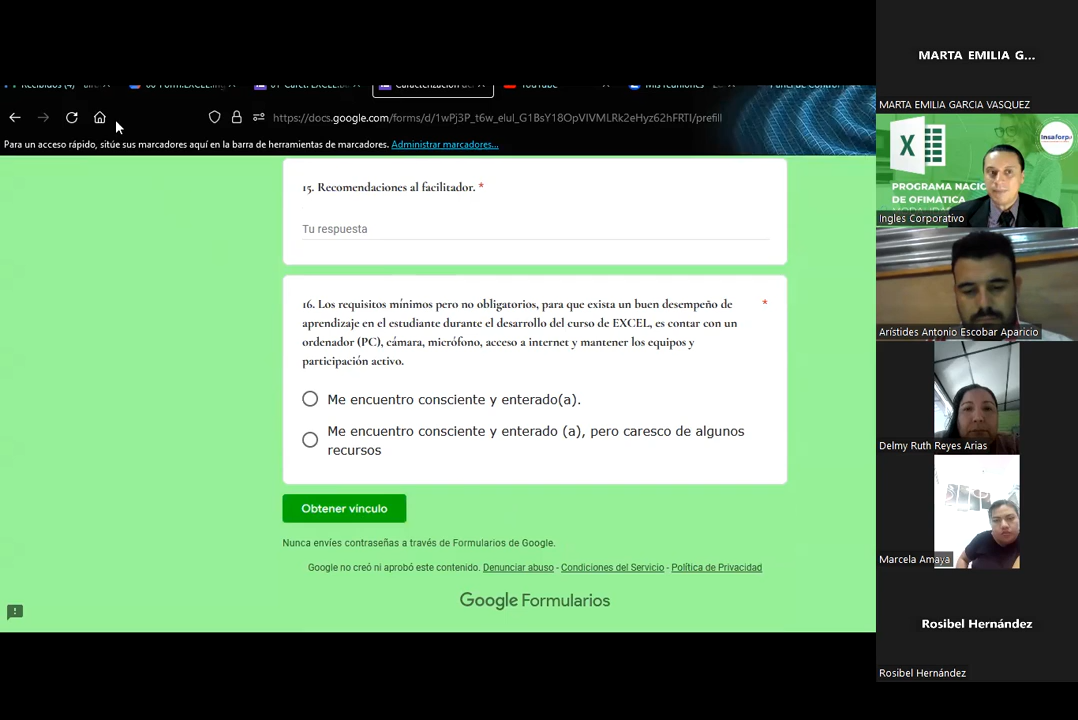 Recibidos (4)
YouTube
Mis reuniones
https://docs.google.com/forms/d/1wPj3P_t6w_eluI_G1BsY18OpVIVMLRk2eHyz62hFRTI/prefill
Para un acceso rápido, sitúe sus marcadores aquí en la barra de herramientas de marcadores. Administrar marcadores...
15. Recomendaciones al facilitador. *
Tu respuesta
16. Los requisitos mínimos pero no obligatorios, para que exista un buen desempeño de *
aprendizaje en el estudiante durante el desarrollo del curso de EXCEL, es contar con un
ordenador (PC), cámara, micrófono, acceso a internet y mantener los equipos y
participación activo.
Me encuentro consciente y enterado(a).
Me encuentro consciente y enterado (a), pero caresco de algunos
recursos
Obtener vínculo
Nunca envíes contraseñas a través de Formularios de Google.
Google no creó ni aprobó este contenido. Denunciar abuso - Condiciones del Servicio - Política de Privacidad
Google Formularios
MARTA EMILIA G...
MARTA EMILIA GARCIA VASQUEZ
X
Insaforp
PROGRAMA NACIO
DE OFIMÁTICA
Ingles Corporativo
Arístides Antonio Escobar Aparicio
Delmy Ruth Reyes Arias
Marcela Amaya
Rosibel Hernández
Rosibel Hernández